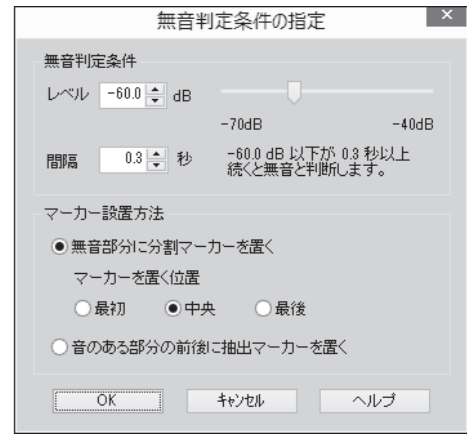 無音判定条件の指定
無音判定条件
レベル -60.0 dB
-70dB -40dB
間隔 0.3 秒
-60.0 dB 以下が 0.3 秒以上
続くと無音と判断します。
マーカー設置方法
無音部分に分割マーカーを置く
マーカーを置く位置
最初 中央 最後
音のある部分の前後に抽出マーカーを置く
OK キャンセル ヘルプ